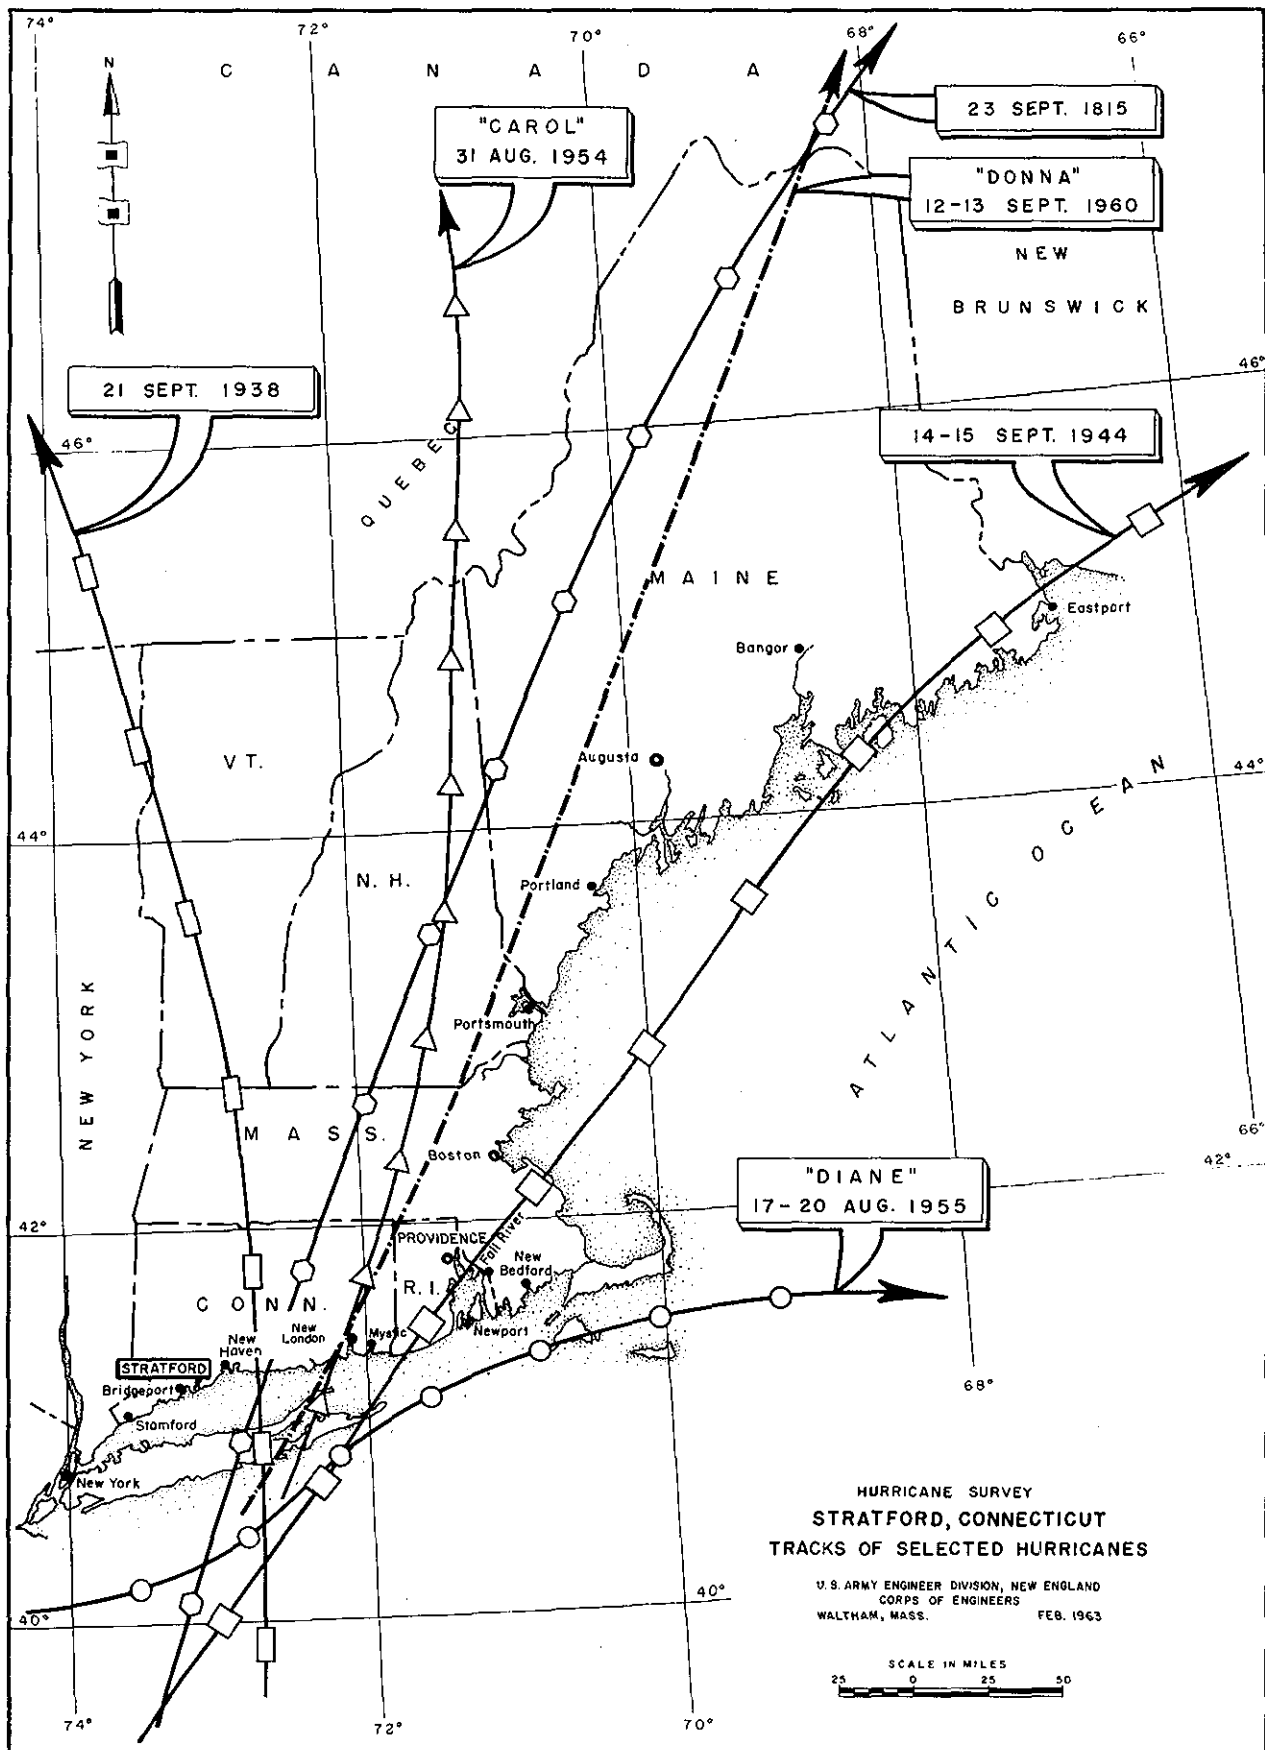 74°
72°
70°
68°
66°
N
C A N A D A
"CAROL"
31 AUG. 1954
23 SEPT. 1815
"DONNA"
12-13 SEPT. 1960
NEW
BRUNSWICK
46°
21 SEPT. 1938
46°
QUEBEC
14-15 SEPT. 1944
MAINE
Eastport
Bangor
VT.
Augusta
44°
44°
ATLANTIC OCEAN
N.H.
Portland
NEW YORK
Portsmouth
MASS.
Boston
66°
42°
"DIANE"
17-20 AUG. 1955
42°
PROVIDENCE
Fall River
New
Bedford
R.I.
CONN.
New
London
Mystic
Newport
New
Haven
STRATFORD
Bridgeport
Stamford
68°
New York
HURRICANE SURVEY
STRATFORD, CONNECTICUT
TRACKS OF SELECTED HURRICANES
U.S. ARMY ENGINEER DIVISION, NEW ENGLAND
CORPS OF ENGINEERS
WALTHAM, MASS. FEB. 1963
40°
40°
SCALE IN MILES
25 0 25 50
74°
72°
70°